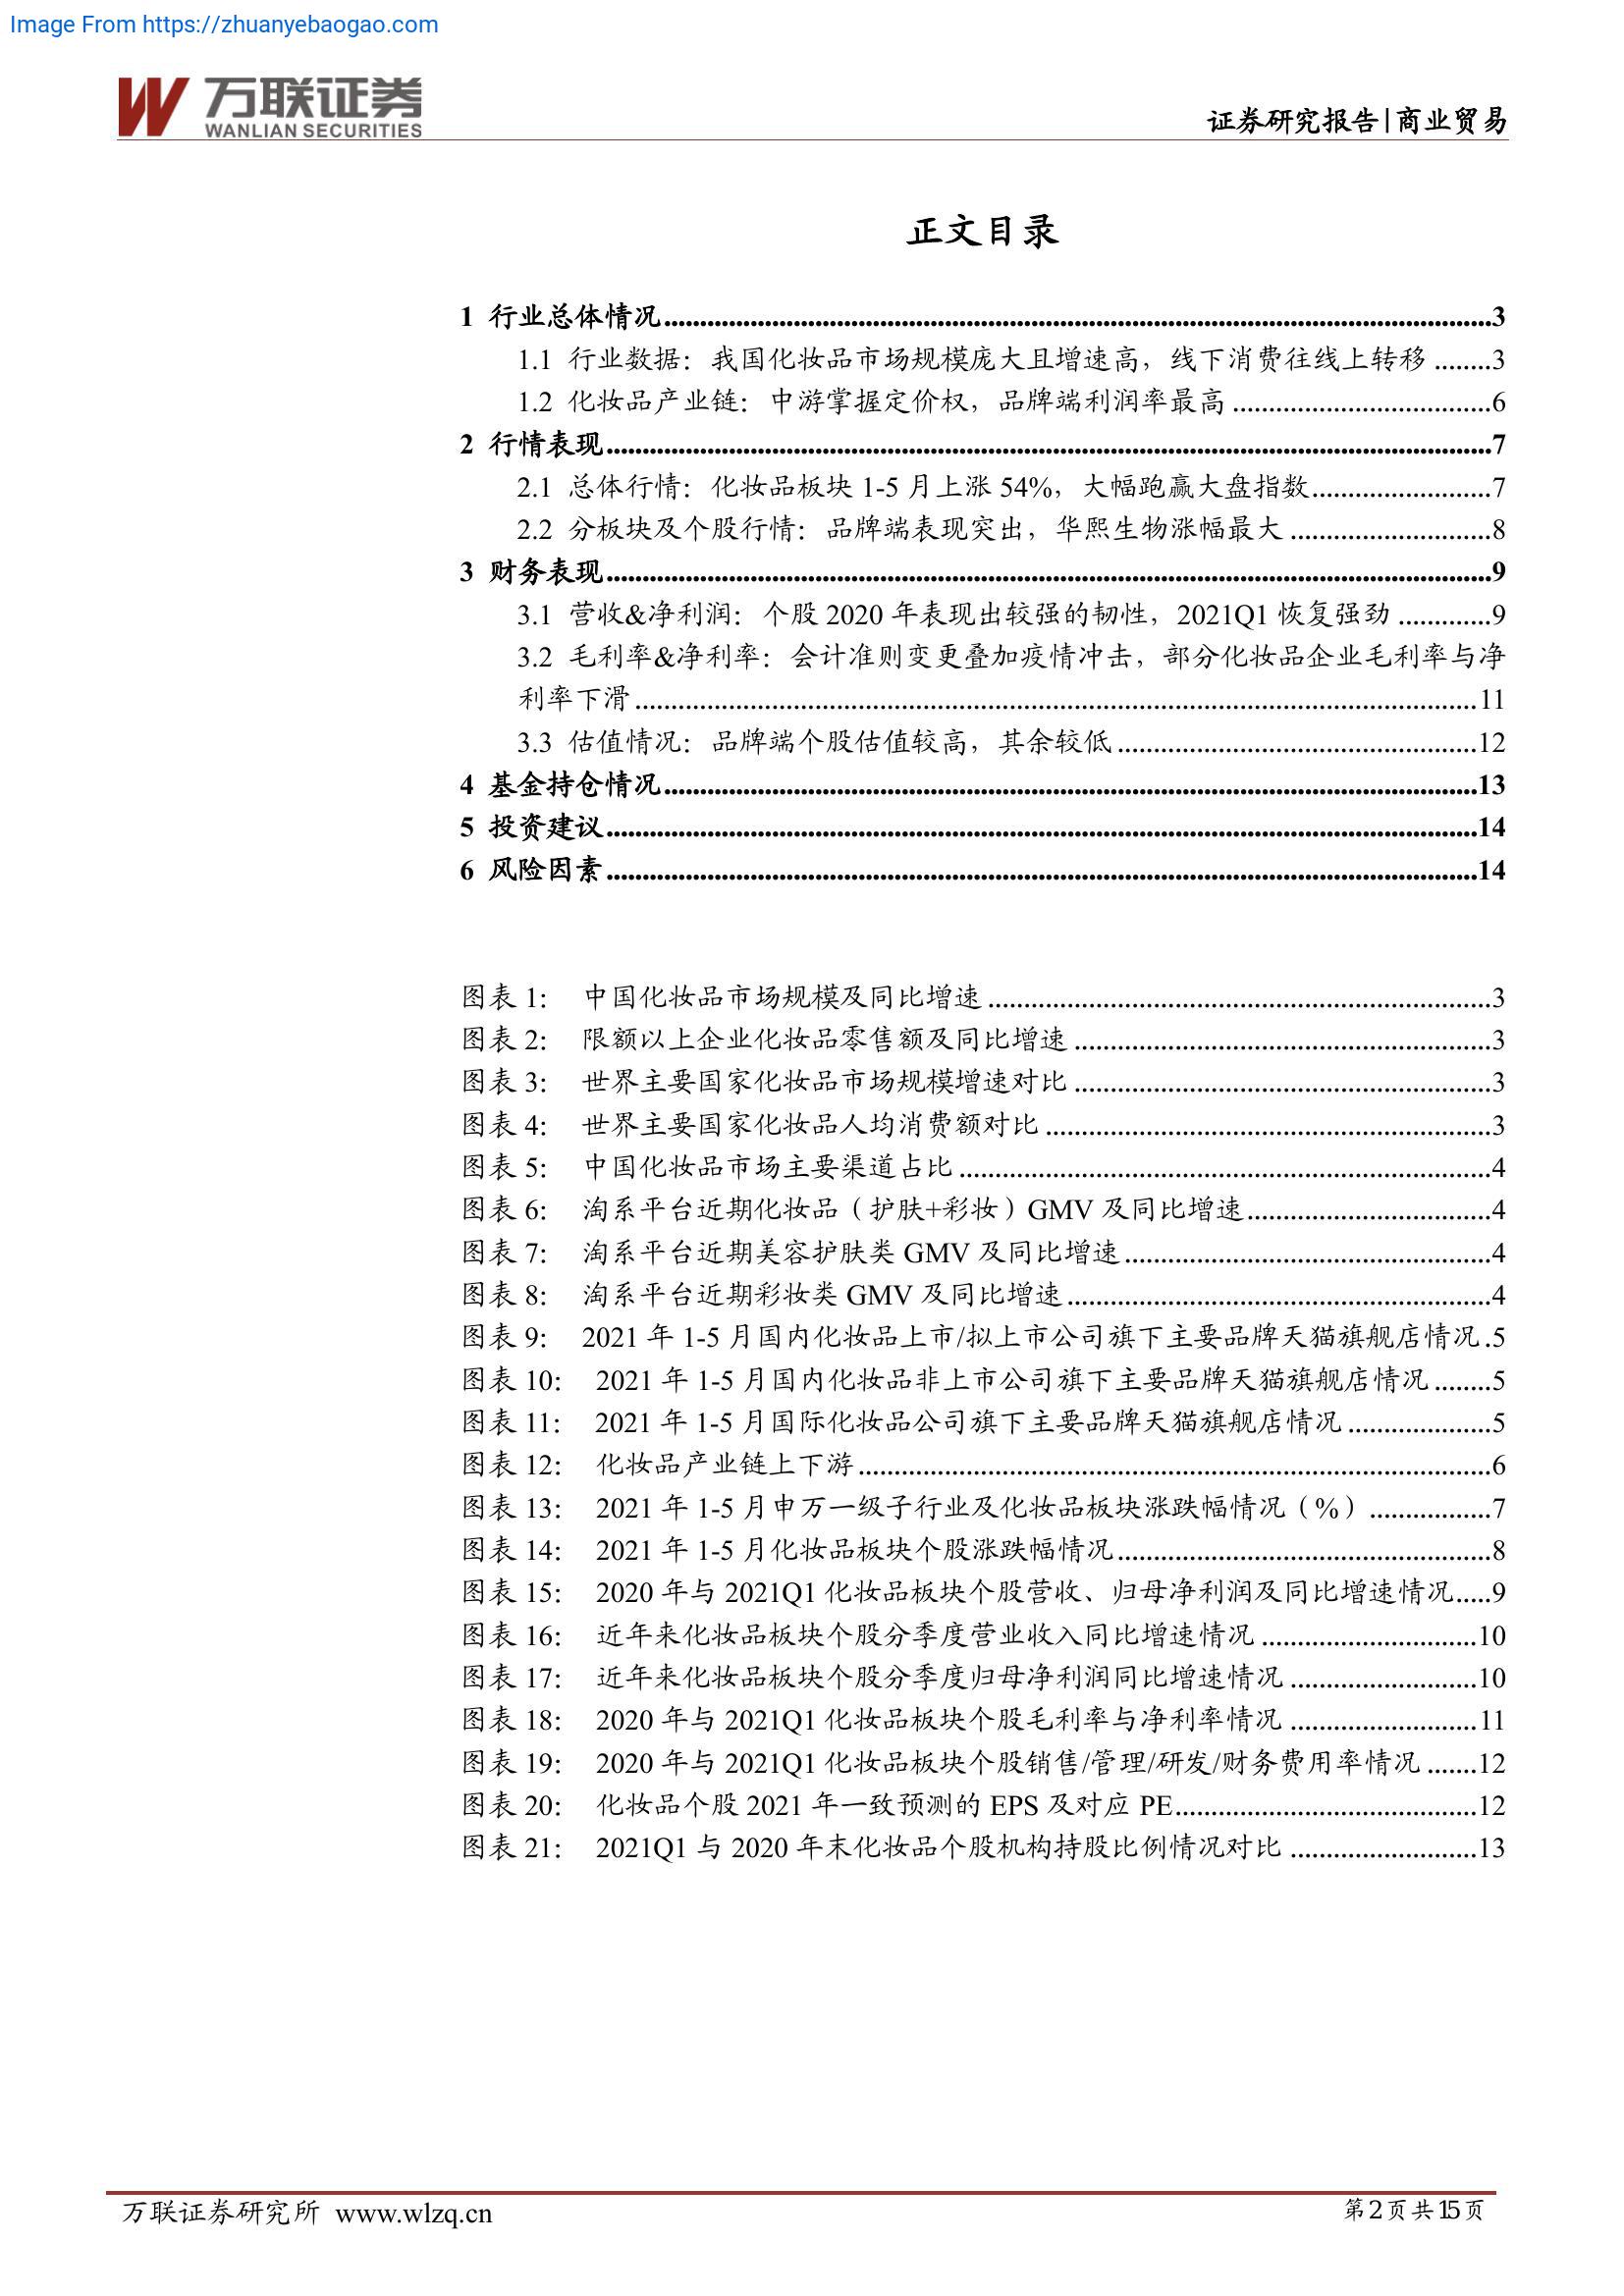 Image From https://zhuanyebaogao.com
万联证券
WANLIAN SECURITIES
证券研究报告|商业贸易
正文目录
1 行业总体情况...3
1.1 行业数据：我国化妆品市场规模庞大且增速高，线下消费往线上转移...3
1.2 化妆品产业链：中游掌握定价权，品牌端利润率最高...6
2 行情表现...7
2.1 总体行情：化妆品板块 1-5 月上涨 54%，大幅跑赢大盘指数...7
2.2 分板块及个股行情：品牌端表现突出，华熙生物涨幅最大...8
3 财务表现...9
3.1 营收&净利润：个股 2020 年表现出较强的韧性，2021Q1 恢复强劲...9
3.2 毛利率&净利率：会计准则变更叠加疫情冲击，部分化妆品企业毛利率与净
利率下滑...11
3.3 估值情况：品牌端个股估值较高，其余较低...12
4 基金持仓情况...13
5 投资建议...14
6 风险因素...14
图表 1： 中国化妆品市场规模及同比增速...3
图表 2： 限额以上企业化妆品零售额及同比增速...3
图表 3： 世界主要国家化妆品市场规模增速对比...3
图表 4： 世界主要国家化妆品人均消费额对比...3
图表 5： 中国化妆品市场主要渠道占比...4
图表 6： 淘系平台近期化妆品（护肤+彩妆）GMV 及同比增速...4
图表 7： 淘系平台近期美容护肤类 GMV 及同比增速...4
图表 8： 淘系平台近期彩妆类 GMV 及同比增速...4
图表 9： 2021 年 1-5 月国内化妆品上市/拟上市公司旗下主要品牌天猫旗舰店情况.5
图表 10： 2021 年 1-5 月国内化妆品非上市公司旗下主要品牌天猫旗舰店情况...5
图表 11： 2021 年 1-5 月国际化妆品公司旗下主要品牌天猫旗舰店情况...5
图表 12： 化妆品产业链上下游...6
图表 13： 2021 年 1-5 月申万一级子行业及化妆品板块涨跌幅情况（%）...7
图表 14： 2021 年 1-5 月化妆品板块个股涨跌幅情况...8
图表 15： 2020 年与 2021Q1 化妆品板块个股营收、归母净利润及同比增速情况...9
图表 16： 近年来化妆品板块个股分季度营业收入同比增速情况...10
图表 17： 近年来化妆品板块个股分季度归母净利润同比增速情况...10
图表 18： 2020 年与 2021Q1 化妆品板块个股毛利率与净利率情况...11
图表 19： 2020 年与 2021Q1 化妆品板块个股销售/管理/研发/财务费用率情况...12
图表 20： 化妆品个股 2021 年一致预测的 EPS 及对应 PE...12
图表 21： 2021Q1 与 2020 年末化妆品个股机构持股比例情况对比...13
万联证券研究所 www.wlzq.cn
第2页共15页